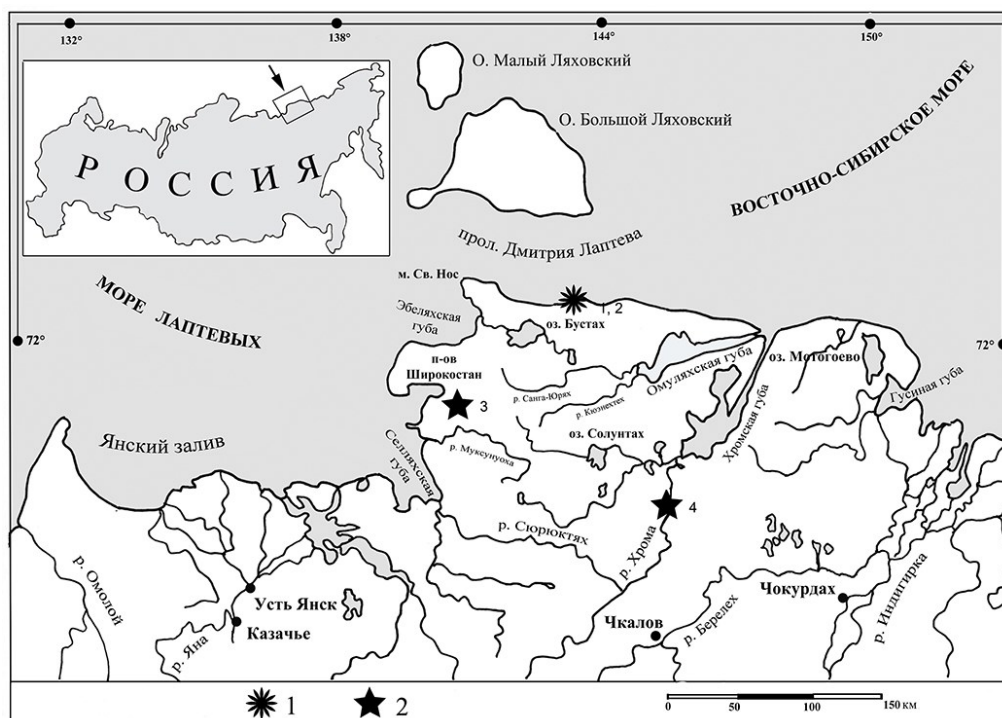 132°
138°
144°
150°
О. Малый Ляховский
О. Большой Ляховский
РОССИЯ
ВОСТОЧНО-СИБИРСКОЕ МОРЕ
прол. Дмитрия Лаптева
МОРЕ ЛАПТЕВЫХ
м. Св. Нос
Эбеляхская
губа
1, 2
оз. Бустах
72°
72°
п-ов
Широкостан
оз. Мотогоево
Омуляхская губа
Гусиная губа
р. Санга-Юрях
р. Кюэнехтех
3
Хромская губа
Янский залив
оз. Солунтах
р. Муксунуоха
Селляхская
губа
4
р. Сюрюктях
р. Хрома
р. Омолой
Усть Янск
Казачье
р. Яна
Чкалов
р. Берелех
Чокурдах
р. Индигирка
1
2
0
50
100
150 км